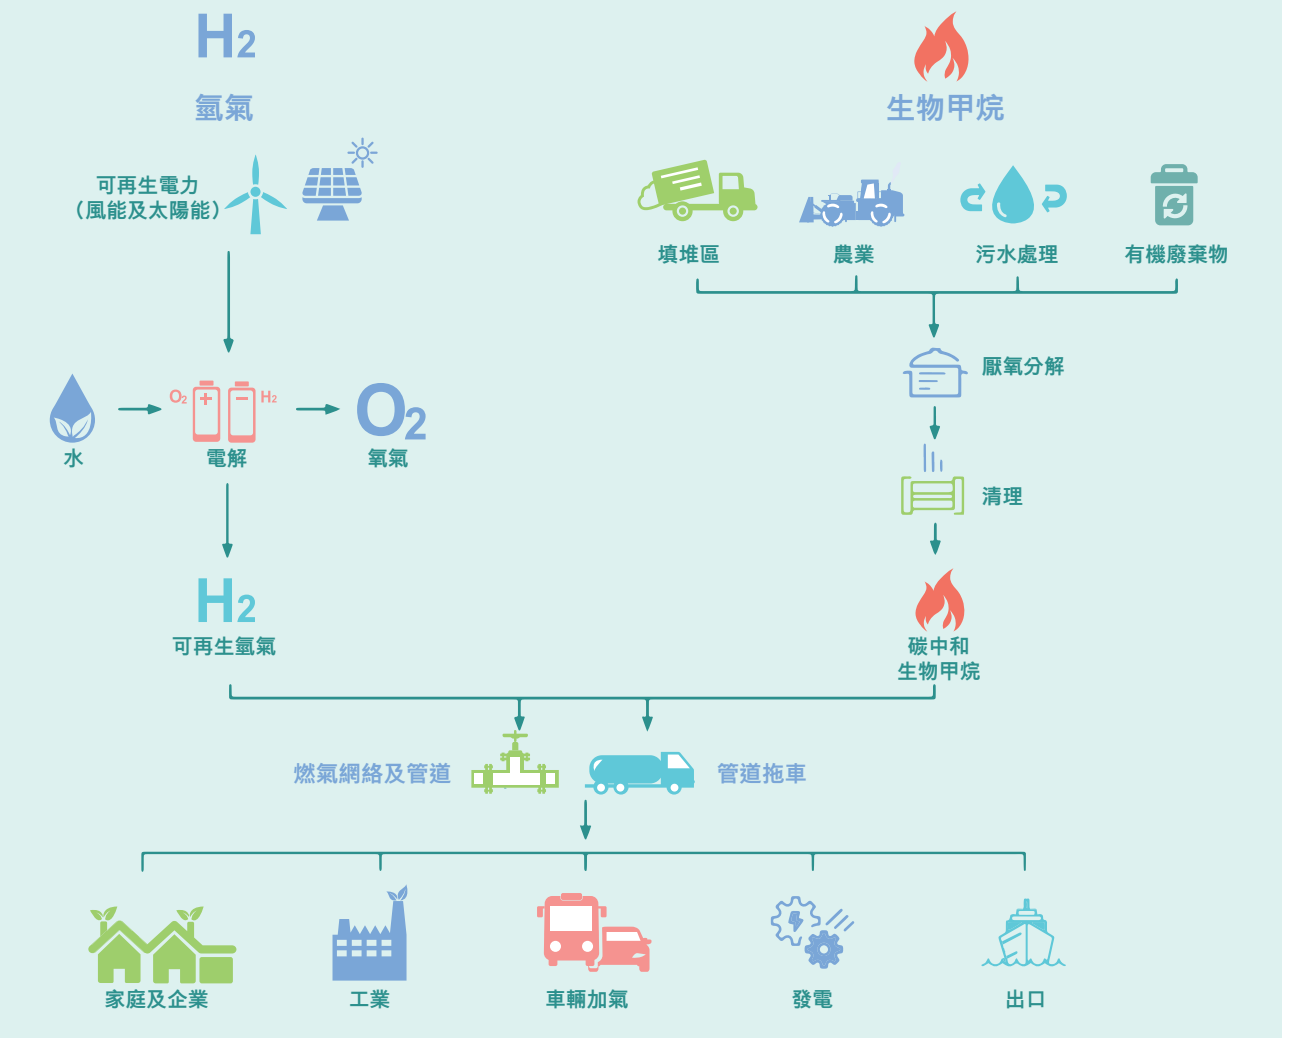 H2
氫氣
可再生電力
（風能及太陽能）
水
O2
H2
電解
O2
氧氣
H2
可再生氫氣
生物甲烷
填堆區
農業
污水處理
有機廢棄物
厭氧分解
清理
碳中和
生物甲烷
燃氣網絡及管道
管道拖車
家庭及企業
工業
車輛加氣
發電
出口